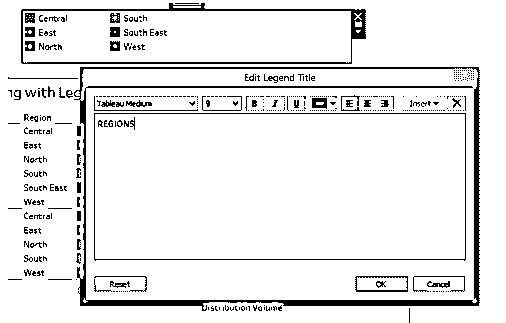 Central South
East South East
North West
Edit Legend Title
ng with Leg
Tableau Medium 9 B I U Insert
REGIONS
Region
Central
East
North
South
South East
West
Central
East
North
South
West
Reset OK Cancel
Distribution Volume